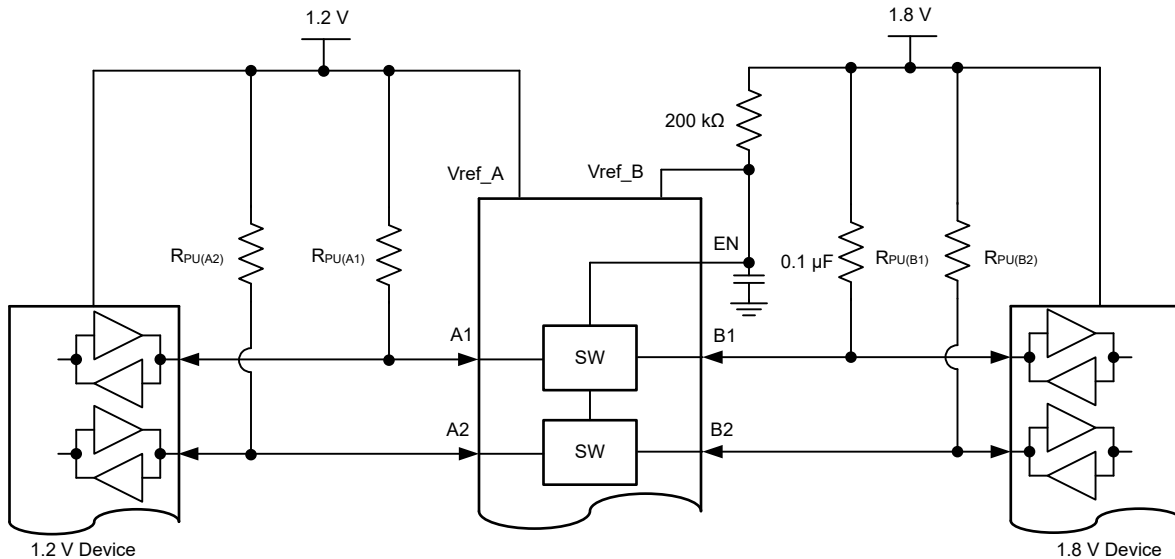 1.2 V
1.8 V
200 kΩ
Vref_A
Vref_B
EN
RPU(A2)
RPU(A1)
0.1 µF
RPU(B1)
RPU(B2)
A1
SW
B1
A2
SW
B2
1.2 V Device
1.8 V Device